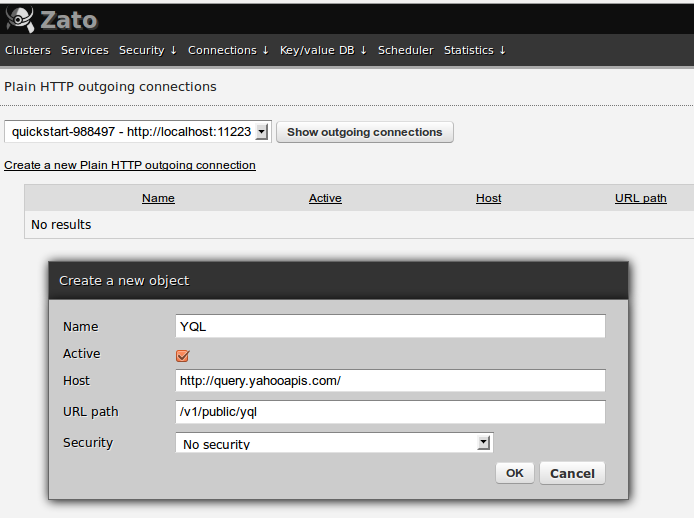 Zato
Clusters Services Security ↓ Connections ↓ Key/value DB ↓ Scheduler Statistics ↓
Plain HTTP outgoing connections
quickstart-988497 - http://localhost:11223 Show outgoing connections
Create a new Plain HTTP outgoing connection
Name Active Host URL path
No results
Create a new object
Name YQL
Active
Host http://query.yahooapis.com/
URL path /v1/public/yql
Security No security
OK Cancel